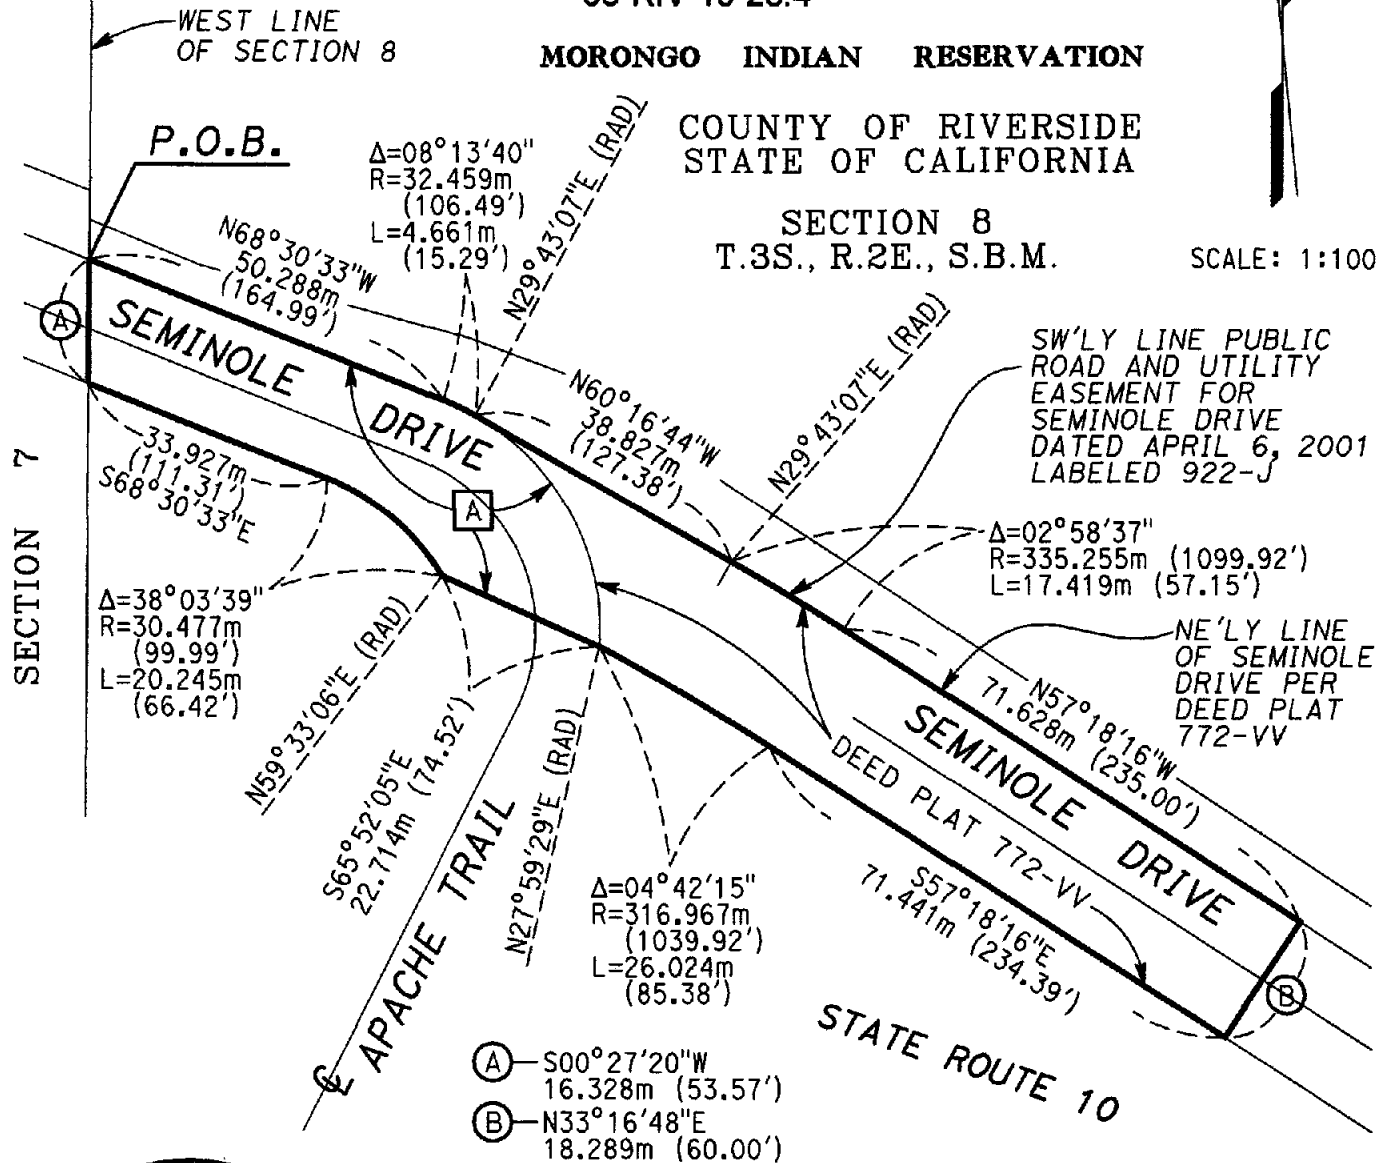 WEST LINE
OF SECTION 8
MORONGO INDIAN RESERVATION
COUNTY OF RIVERSIDE
STATE OF CALIFORNIA
SECTION 8
T.3S., R.2E., S.B.M.
SCALE: 1:100
P.O.B.
Δ=08°13'40"
R=32.459m
(106.49')
L=4.661m
(15.29')
N29°43'07"E (RAD)
N68°30'33"W
50.288m
(164.99')
A
SEMINOLE DRIVE
N60°16'44"W
38.827m
(127.38')
N29°43'07"E (RAD)
SW'LY LINE PUBLIC
ROAD AND UTILITY
EASEMENT FOR
SEMINOLE DRIVE
DATED APRIL 6, 2001
LABELED 922-J
33.927m
(111.31')
S68°30'33"E
A
SECTION 7
Δ=02°58'37"
R=335.255m (1099.92')
L=17.419m (57.15')
Δ=38°03'39"
R=30.477m
(99.99')
L=20.245m
(66.42')
NE'LY LINE
OF SEMINOLE
DRIVE PER
DEED PLAT
772-VV
N59°33'06"E (RAD)
S65°52'05"E
22.714m (74.52')
N27°59'29"E (RAD)
N57°18'16"W
71.628m (235.00')
SEMINOLE DRIVE
DEED PLAT 772-VV
S57°18'16"E
71.441m (234.39')
Δ=04°42'15"
R=316.967m
(1039.92')
L=26.024m
(85.38')
B
℄ APACHE TRAIL
STATE ROUTE 10
A S00°27'20"W
16.328m (53.57')
B N33°16'48"E
18.289m (60.00')